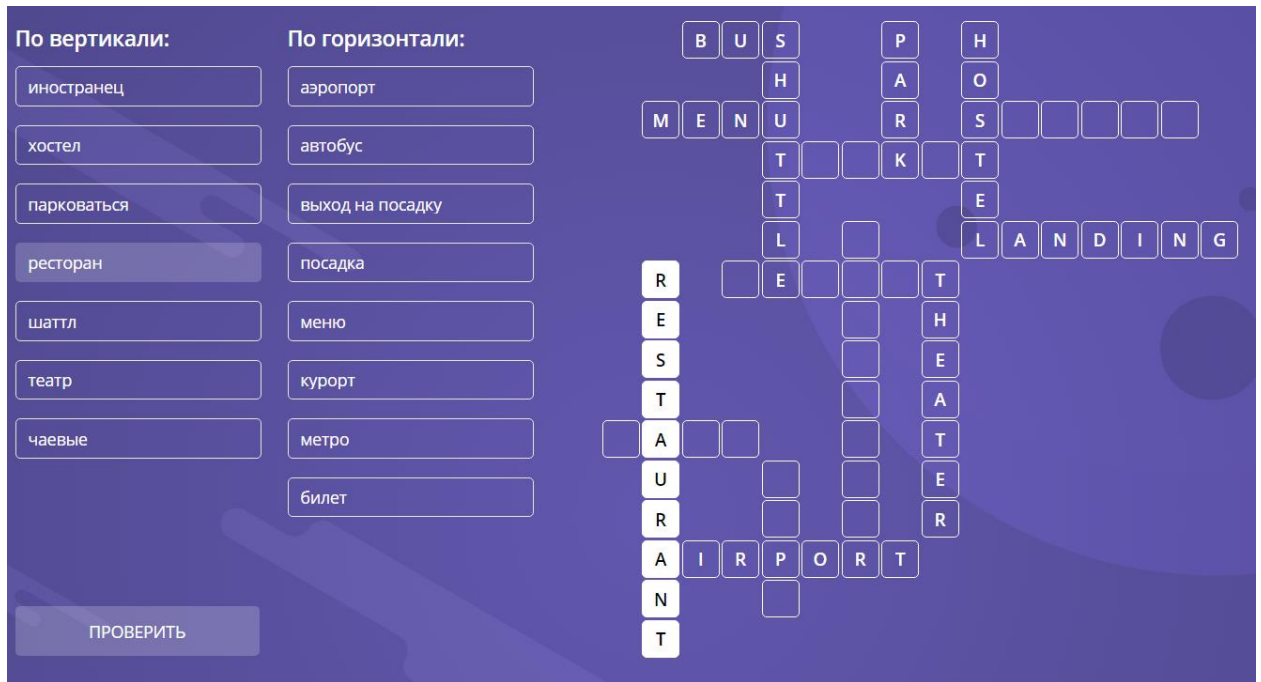 По вертикали:
иностранец
хостел
парковаться
ресторан
шаттл
театр
чаевые
ПРОВЕРИТЬ
По горизонтали:
аэропорт
автобус
выход на посадку
посадка
меню
курорт
метро
билет
B U S P H
H A O
M E N U R S
T K T
T E
L L A N D I N G
R E T
E H
S E
T A
A T
U E
R R
A I R P O R T
N
T